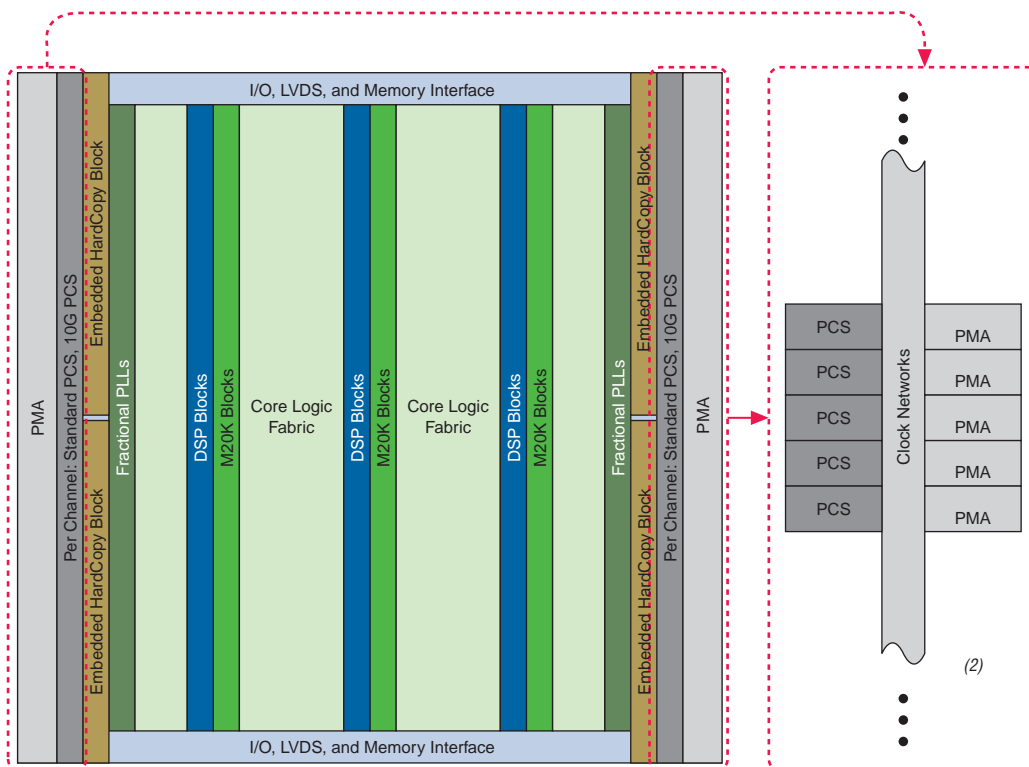 I/O, LVDS, and Memory Interface
PMA
Per Channel: Standard PCS, 10G PCS
Embedded HardCopy Block
Embedded HardCopy Block
Fractional PLLs
DSP Blocks
M20K Blocks
Core Logic
Fabric
DSP Blocks
M20K Blocks
Core Logic
Fabric
DSP Blocks
M20K Blocks
Fractional PLLs
Embedded HardCopy Block
Embedded HardCopy Block
Per Channel: Standard PCS, 10G PCS
PMA
I/O, LVDS, and Memory Interface
PCS
PCS
PCS
PCS
PCS
Clock Networks
PMA
PMA
PMA
PMA
PMA
(2)